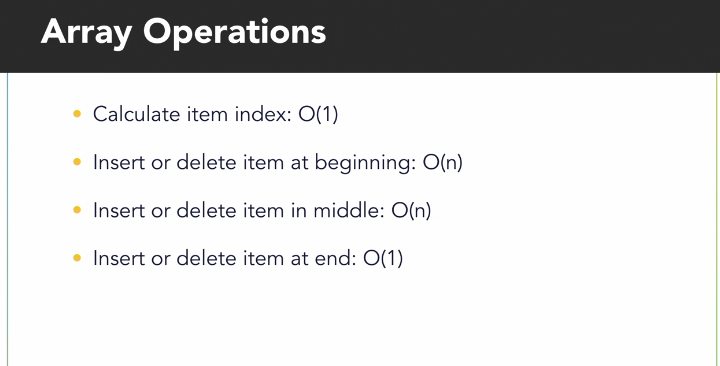 Array Operations
• Calculate item index: O(1)
• Insert or delete item at beginning: O(n)
• Insert or delete item in middle: O(n)
• Insert or delete item at end: O(1)